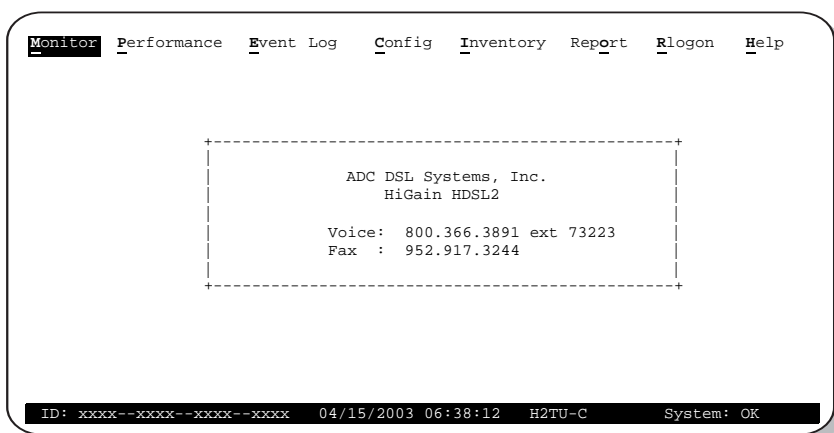 Monitor Performance Event Log Config Inventory Report Rlogon Help
ADC DSL Systems, Inc.
HiGain HDSL2
Voice: 800.366.3891 ext 73223
Fax : 952.917.3244
ID: xxxx--xxxx--xxxx--xxxx 04/15/2003 06:38:12 H2TU-C System: OK